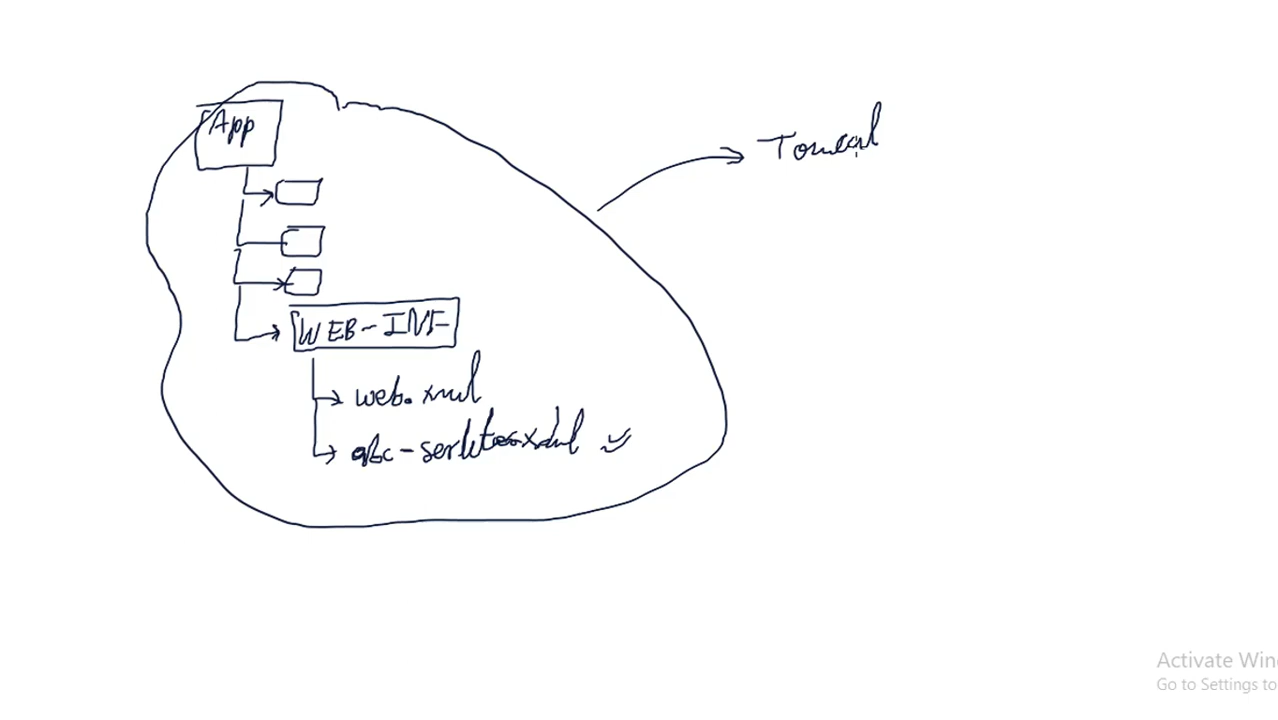 App
Tomcat
WEB-INF
web.xml
abc-servlet.xml
Activate Win
Go to Settings to